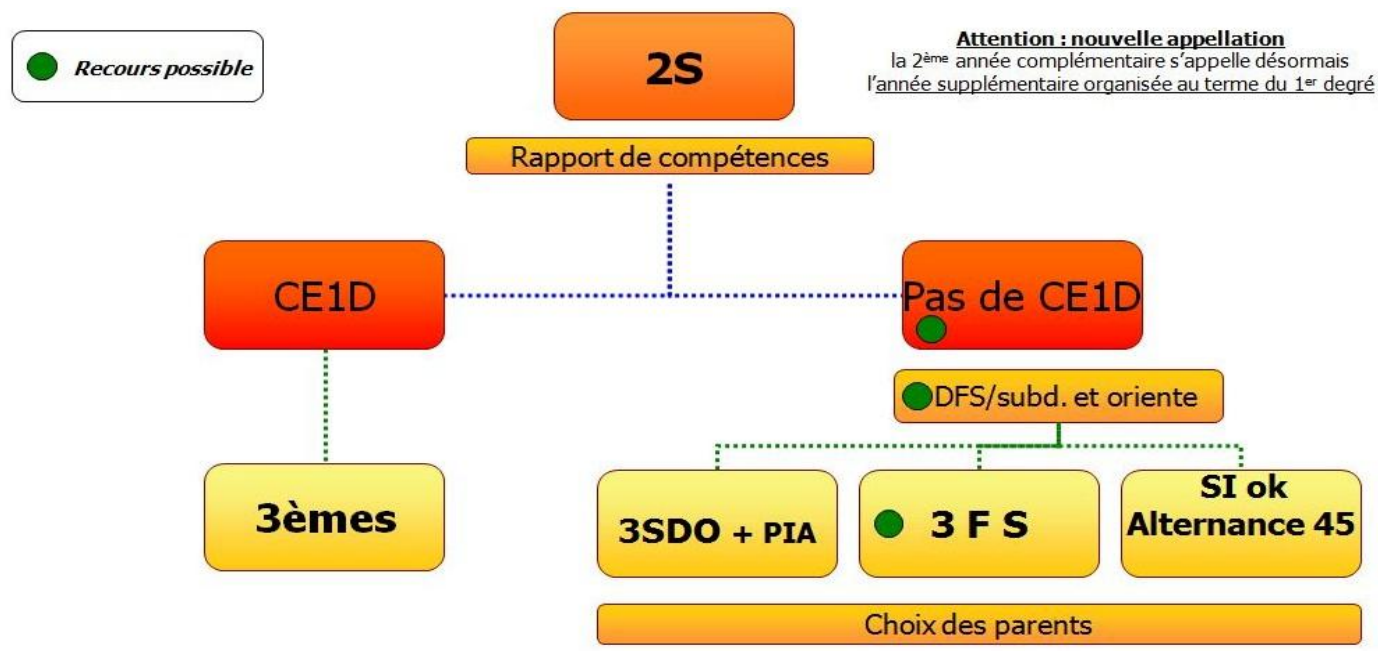 Recours possible
2S
Attention : nouvelle appellation
la 2ème année complémentaire s'appelle désormais
l'année supplémentaire organisée au terme du 1er degré
Rapport de compétences
CE1D
Pas de CE1D
DFS/subd. et oriente
3èmes
3SDO + PIA
3 F S
SI ok
Alternance 45
Choix des parents